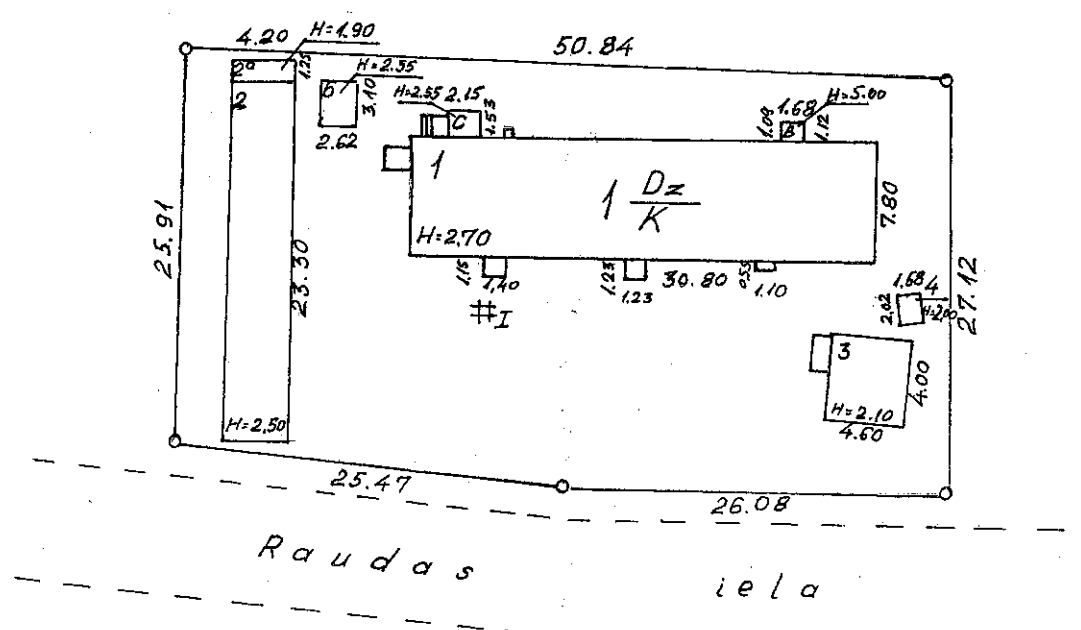 4.20
H=1.90
50.84
2a
1.25
2
б
H=2.55
3.10
2.62
H=2.55
2.15
c
1.53
1.09
1.68
B
1.12
H=5.00
1
1 Dz
K
7.80
H=2.70
25.91
23.30
1.15
1.40
1.23
1.23
30.80
0.55
1.10
#I
1.68
4
2.02
H=2.00
27.12
3
4.00
H=2.10
4.60
H=2.50
25.47
26.08
Raudas iela